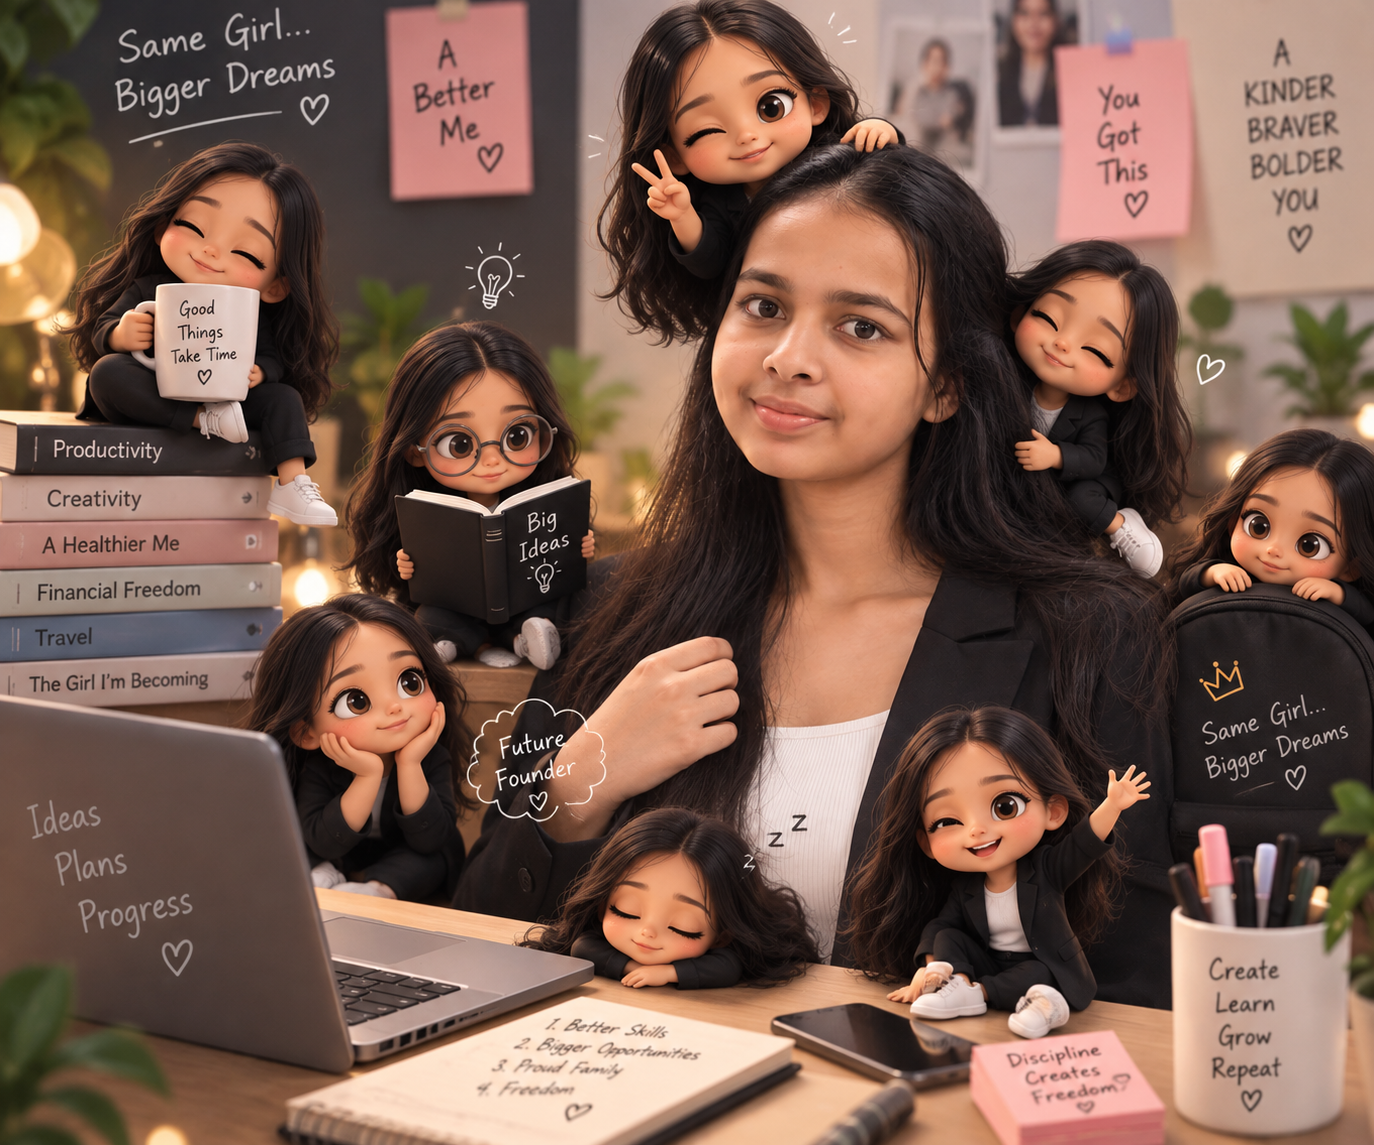 Same Girl...
Bigger Dreams
A
Better
Me
You
Got
This
A
KINDER
BRAVER
BOLDER
YOU
Good
Things
Take Time
Big
Ideas
Productivity
Creativity
A Healthier Me
Financial Freedom
Travel
The Girl I'm Becoming
Future
Founder
Same Girl...
Bigger Dreams
z z z
Ideas
Plans
Progress
1. Better Skills
2. Bigger Opportunities
3. Proud Family
4. Freedom
Discipline
Creates
Freedom
Create
Learn
Grow
Repeat